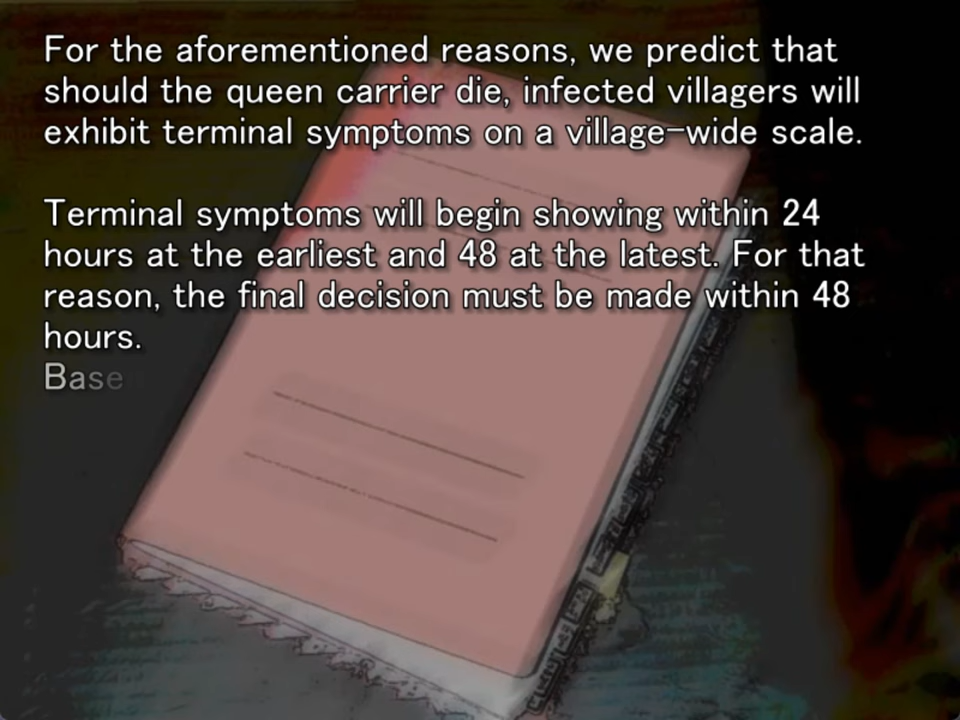 For the aforementioned reasons, we predict that
should the queen carrier die, infected villagers will
exhibit terminal symptoms on a village-wide scale.
Terminal symptoms will begin showing within 24
hours at the earliest and 48 at the latest. For that
reason, the final decision must be made within 48
hours.
Base